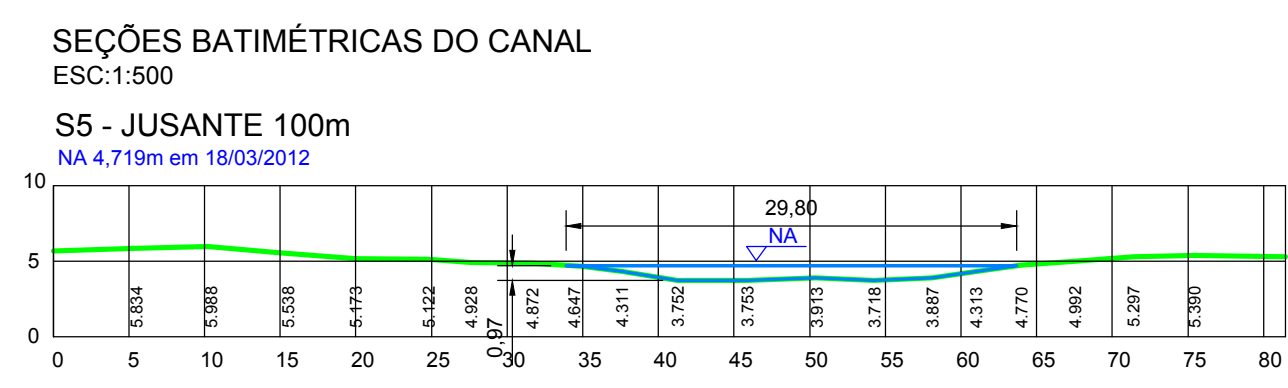 SEÇÕES BATIMÉTRICAS DO CANAL
ESC:1:500
S5 - JUSANTE 100m
NA 4,719m em 18/03/2012
10
29,80
NA
5
5.834 5.988 5.538 5.173 5.122 4.928 4.872 4.647 4.311 3.752 3.753 3.913 3.718 3.887 4.313 4.770 4.992 5.297 5.390
0,97
0
0 5 10 15 20 25 30 35 40 45 50 55 60 65 70 75 80